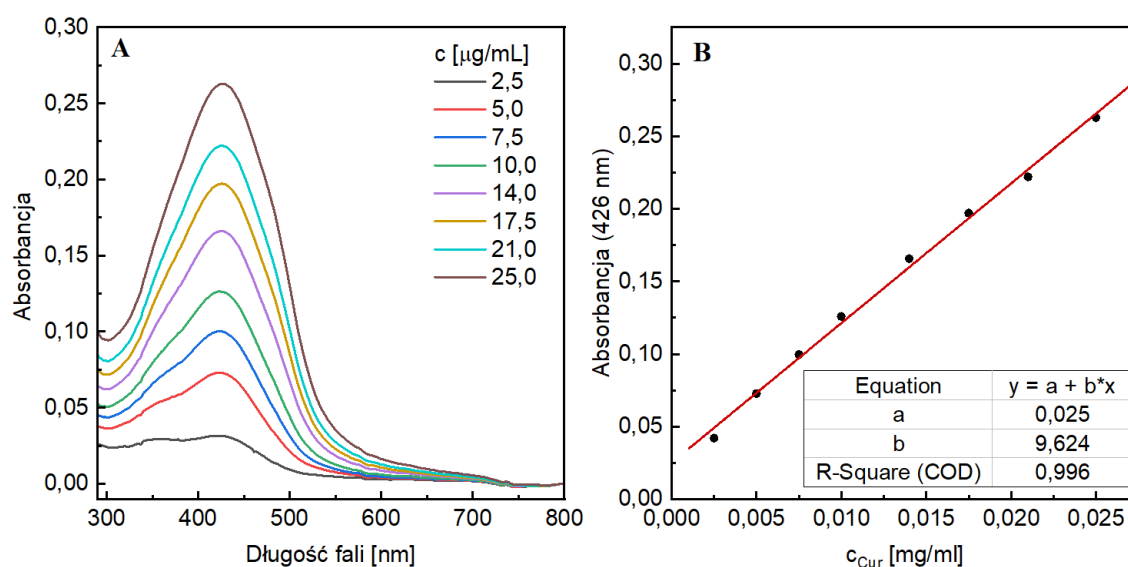 A
c [μg/mL]
2,5
5,0
7,5
10,0
14,0
17,5
21,0
25,0
Absorbancja
0,30
0,25
0,20
0,15
0,10
0,05
0,00
300 400 500 600 700 800
Długość fali [nm]
B
Absorbancja (426 nm)
0,30
0,25
0,20
0,15
0,10
0,05
0,00
Equation y = a + b*x
a 0,025
b 9,624
R-Square (COD) 0,996
0,000 0,005 0,010 0,015 0,020 0,025
cCur [mg/ml]